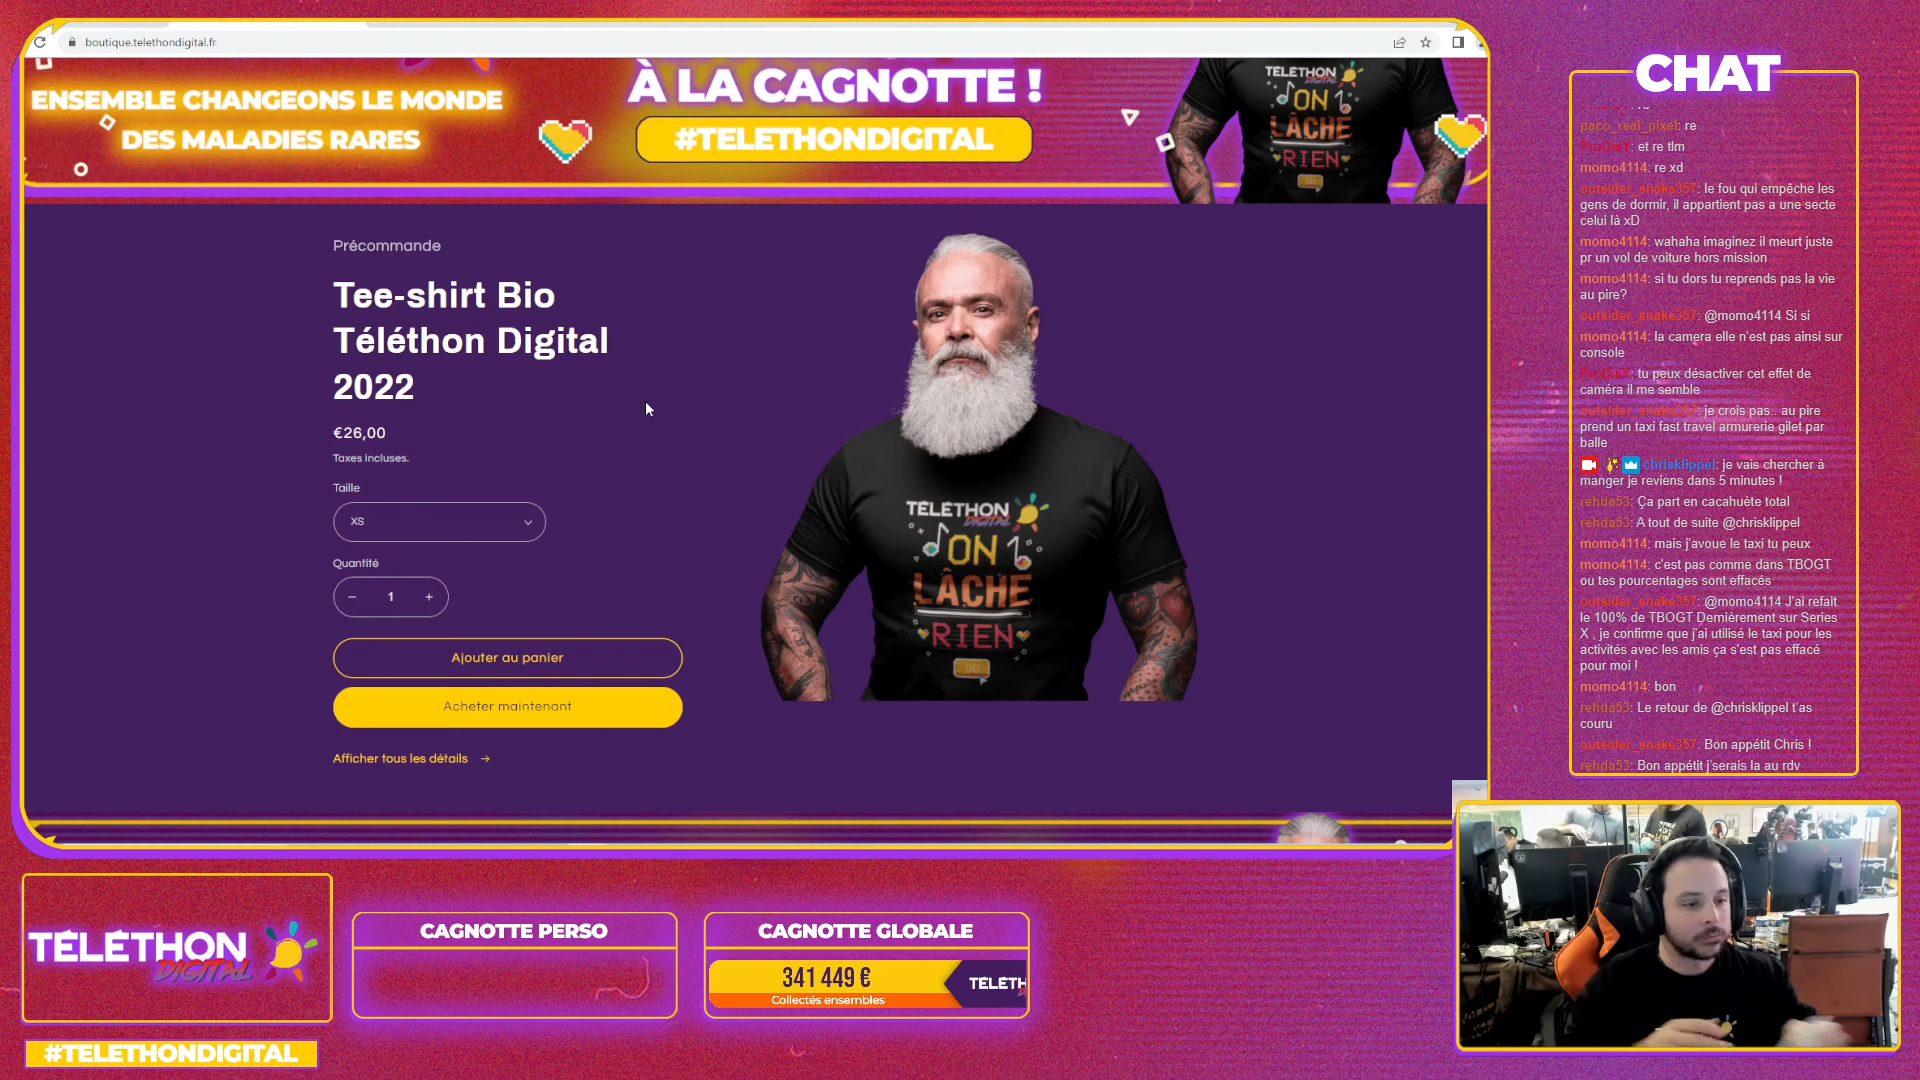 boutique.telethondigital.fr
ENSEMBLE CHANGEONS LE MONDE
DES MALADIES RARES
À LA CAGNOTTE !
#TELETHONDIGITAL
TÉLÉTHON
ON
LÂCHE
RIEN
Précommande
Tee-shirt Bio
Téléthon Digital
2022
€26,00
Taxes incluses.
Taille
XS
Quantité
− 1 +
Ajouter au panier
Acheter maintenant
Afficher tous les détails →
TÉLÉTHON
DIGITAL
ON
LÂCHE
RIEN
CHAT
paco_real_pixel: re
et re tlm
momo4114: re xd
outsider_snake357: le fou qui empêche les
gens de dormir, il appartient pas a une secte
celui là xD
momo4114: wahaha imaginez il meurt juste
pr un vol de voiture hors mission
momo4114: si tu dors tu reprends pas la vie
au pire?
outsider_snake357: @momo4114 Si si
momo4114: la camera elle n'est pas ainsi sur
console
tu peux désactiver cet effet de
caméra il me semble
outsider_snake357: je crois pas.. au pire
prend un taxi fast travel armurerie gilet par
balle
chrisklippel: je vais chercher à
manger je reviens dans 5 minutes !
rehda53: Ça part en cacahuète total
rehda53: A tout de suite @chrisklippel
momo4114: mais j'avoue le taxi tu peux
momo4114: c'est pas comme dans TBOGT
ou tes pourcentages sont effacés
outsider_snake357: @momo4114 J'ai refait
le 100% de TBOGT Dernièrement sur Series
X , je confirme que j'ai utilisé le taxi pour les
activités avec les amis ça s'est pas effacé
pour moi !
momo4114: bon
rehda53: Le retour de @chrisklippel t'as
couru
outsider_snake357: Bon appétit Chris !
rehda53: Bon appétit j'serais la au rdv
TÉLÉTHON
DIGITAL
#TELETHONDIGITAL
CAGNOTTE PERSO
CAGNOTTE GLOBALE
341 449 €
Collectés ensembles
TÉLÉTH